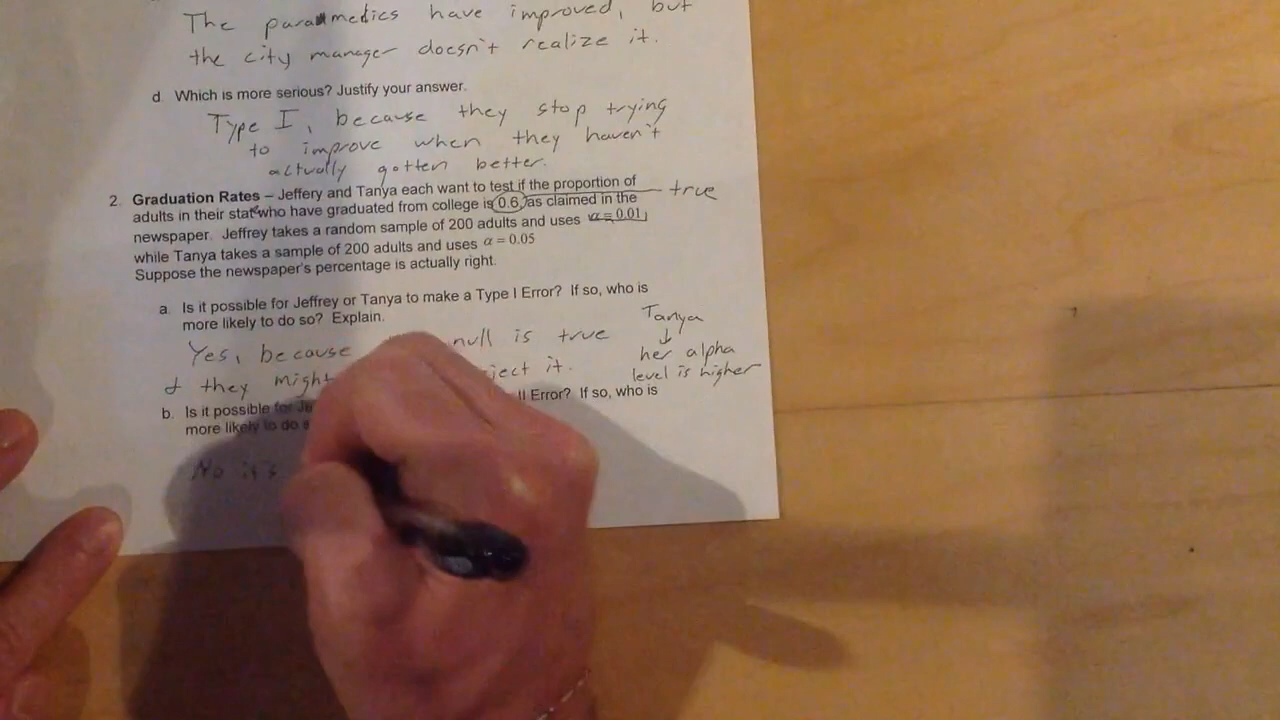 The paramedics have improved, but
the city manager doesn't realize it.
d. Which is more serious? Justify your answer.
Type I, because they stop trying
to improve when they haven't
actually gotten better.
2. Graduation Rates – Jeffery and Tanya each want to test if the proportion of
adults in their state who have graduated from college is 0.6, as claimed in the
true
newspaper. Jeffrey takes a random sample of 200 adults and uses α = 0.01
while Tanya takes a sample of 200 adults and uses α = 0.05
Suppose the newspaper's percentage is actually right.
a. Is it possible for Jeffrey or Tanya to make a Type I Error? If so, who is
more likely to do so? Explain.
Tanya
↓
her alpha
level is higher
Yes, because null is true
& they might it.
b. Is it possible for II Error? If so, who is
more likely to do
No it's